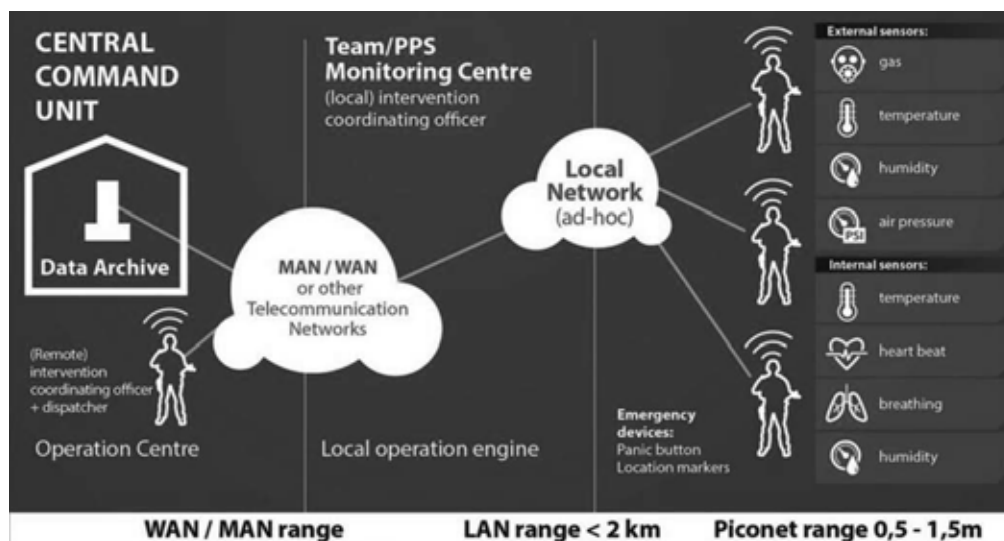 CENTRAL
COMMAND
UNIT
Data Archive
(Remote)
intervention
coordinating officer
+ dispatcher
Operation Centre
Team/PPS
Monitoring Centre
(local) intervention
coordinating officer
MAN / WAN
or other
Telecommunication
Networks
Local operation engine
Local
Network
(ad-hoc)
Emergency
devices:
Panic button
Location markers
External sensors:
gas
temperature
humidity
air pressure
PSI
Internal sensors:
temperature
heart beat
breathing
humidity
WAN / MAN range
LAN range < 2 km
Piconet range 0,5 - 1,5m